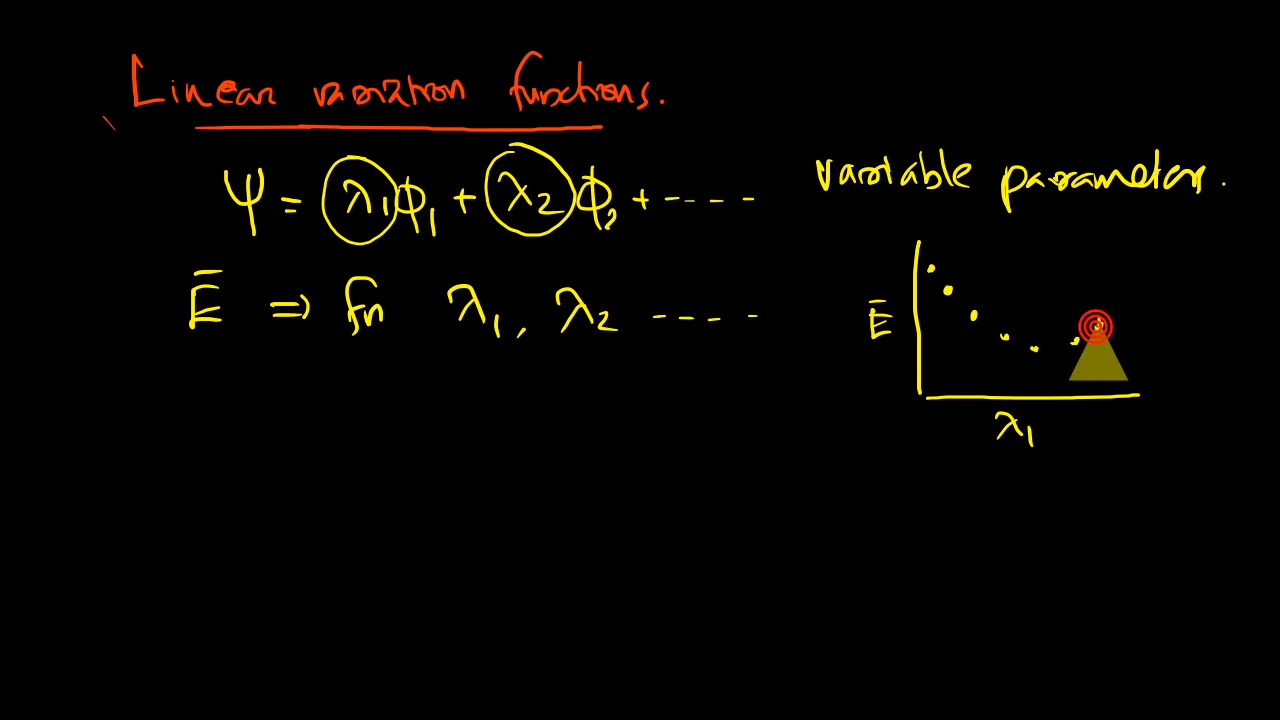 Linear variation functions.
Ψ = λ1ϕ1 + λ2ϕ2 + ----
variable parameter.
Ē ⇒ fn λ1, λ2 ----
Ē
λ1